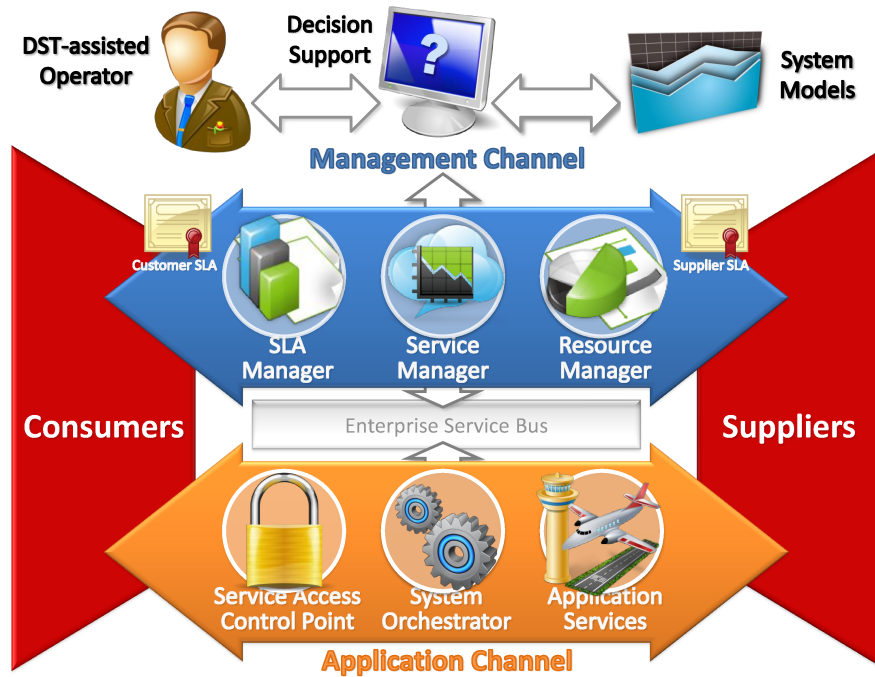 DST-assisted
Operator
Decision
Support
?
System
Models
Management Channel
Customer SLA
Supplier SLA
SLA
Manager
Service
Manager
Resource
Manager
Consumers
Enterprise Service Bus
Suppliers
Service Access
Control Point
System
Orchestrator
Application
Services
Application Channel